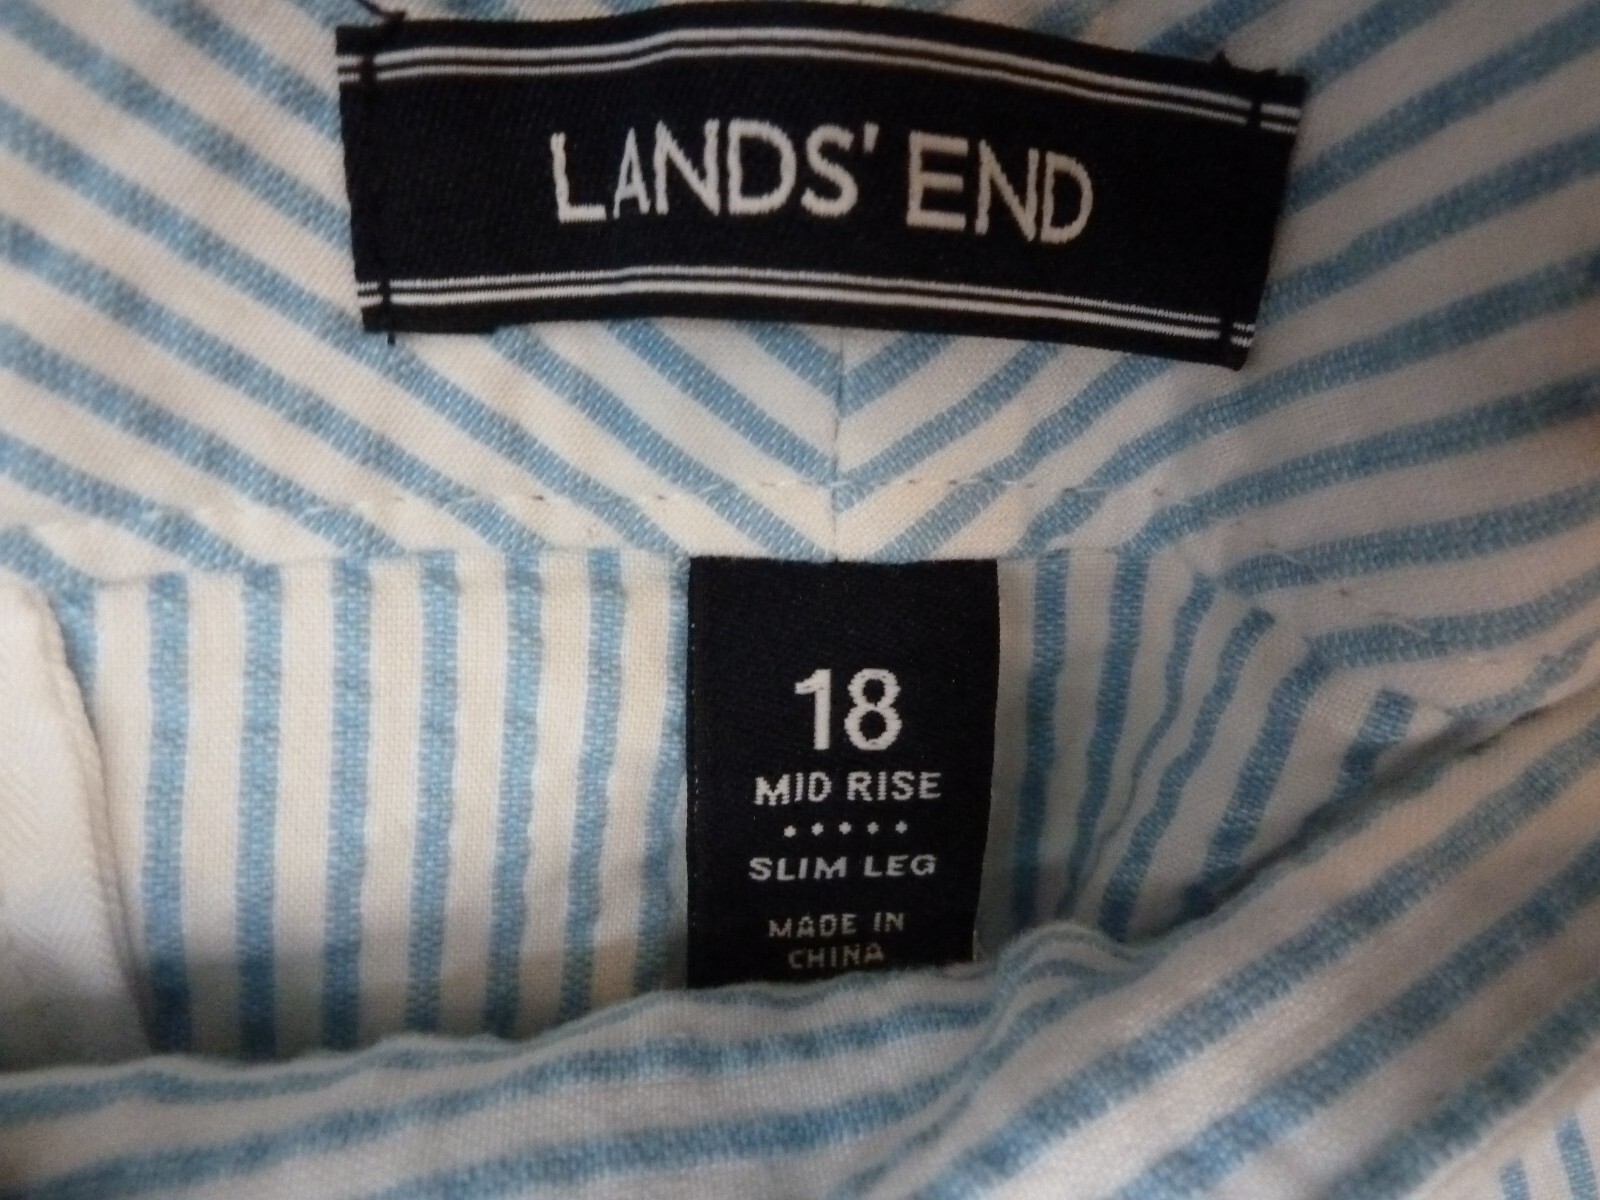 LANDS' END
18
MID RISE
•••••
SLIM LEG
MADE IN
CHINA